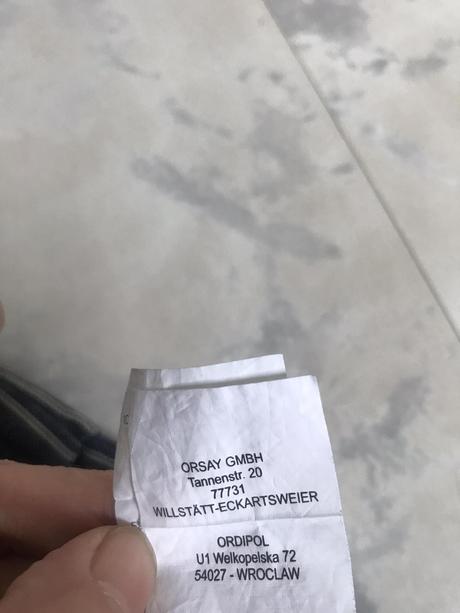 ORSAY GMBH
Tannenstr. 20
77731
WILLSTÄTT-ECKARTSWEIER
ORDIPOL
U1 Welkopelska 72
54027 - WROCLAW